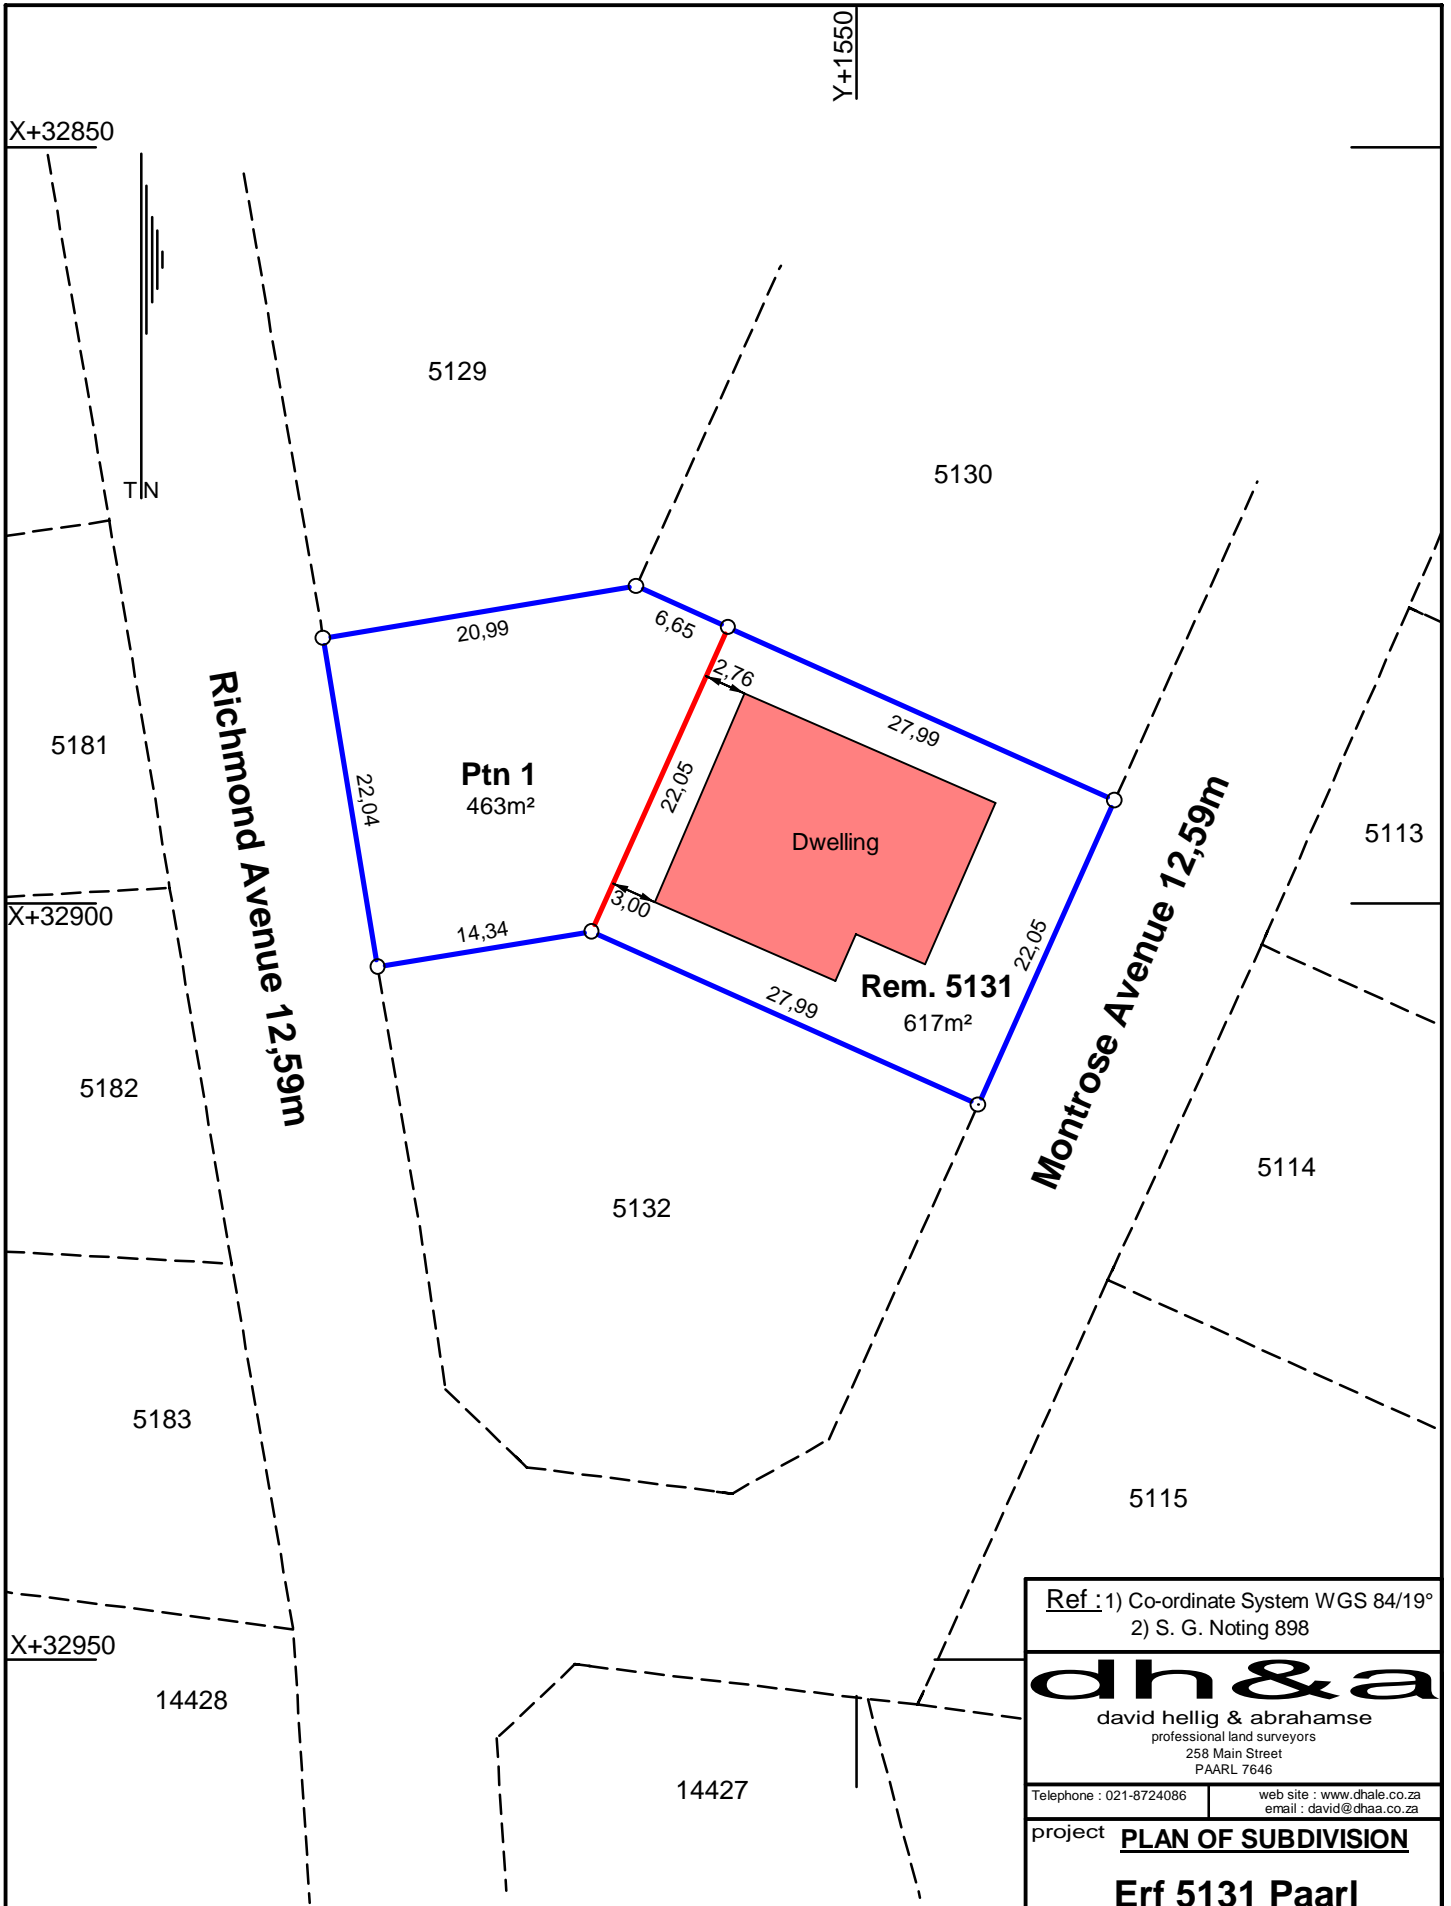 Y+1550
X+32850
5129
5130
T N
20,99
6,65
2,76
27,99
5181
Richmond Avenue 12,59m
Ptn 1
463m²
22,04
22,05
Dwelling
Montrose Avenue 12,59m
5113
X+32900
3,00
14,34
22,05
27,99
Rem. 5131
617m²
5182
5114
5132
5183
5115
X+32950
14428
14427
Ref : 1) Co-ordinate System WGS 84/19°
2) S. G. Noting 898
dh&a
david hellig & abrahamse
professional land surveyors
258 Main Street
PAARL 7646
Telephone : 021-8724086
web site : www.dhale.co.za
email : david@dhaa.co.za
project PLAN OF SUBDIVISION
Erf 5131 Paarl